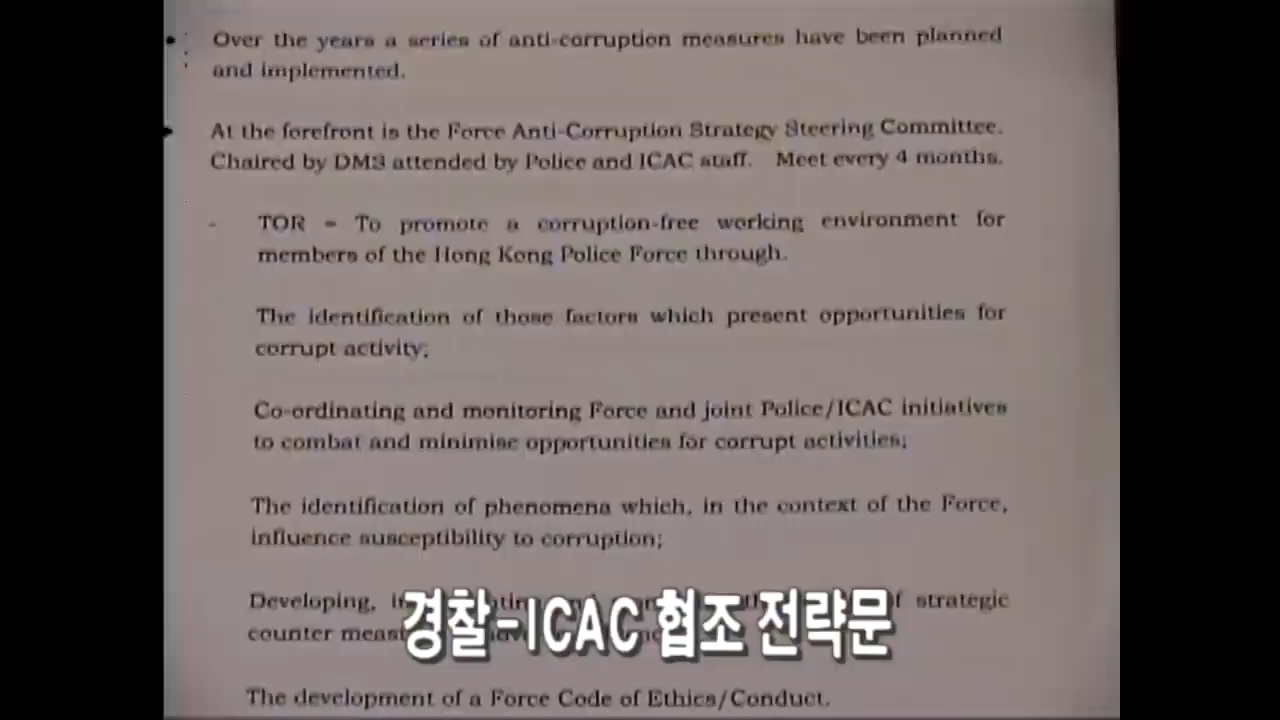 Over the years a series of anti-corruption measures have been planned
and implemented.
At the forefront is the Force Anti-Corruption Strategy Steering Committee.
Chaired by DMS attended by Police and ICAC staff. Meet every 4 months.
- TOR - To promote a corruption-free working environment for
members of the Hong Kong Police Force through.
The identification of those factors which present opportunities for
corrupt activity;
Co-ordinating and monitoring Force and joint Police/ICAC initiatives
to combat and minimise opportunities for corrupt activities;
The identification of phenomena which, in the context of the Force,
influence susceptibility to corruption;
Developing, strategic
counter
경찰-ICAC 협조 전략문
The development of a Force Code of Ethics/Conduct.